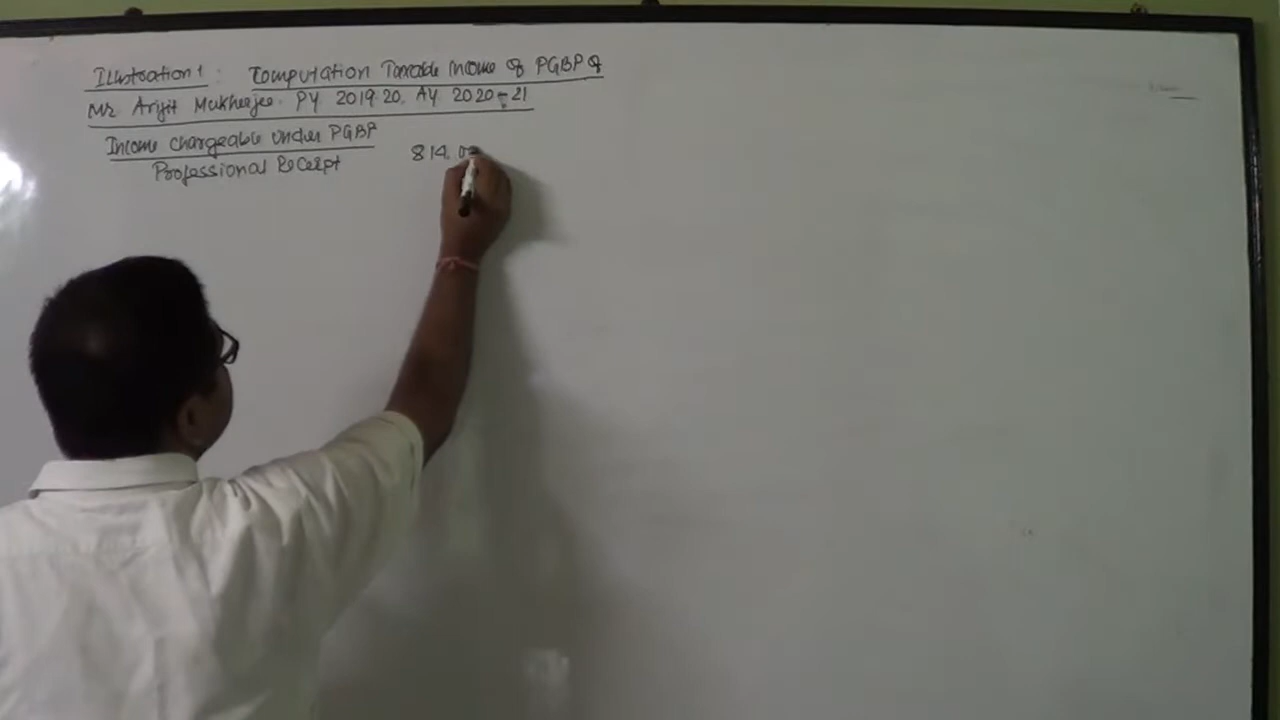 Illustration 1 : Computation Taxable Income of PGBP of
Mr Arijit Mukherjee. PY 2019.20. AY 2020-21
Income chargeable under PGBP
Professional Receipt 814.00